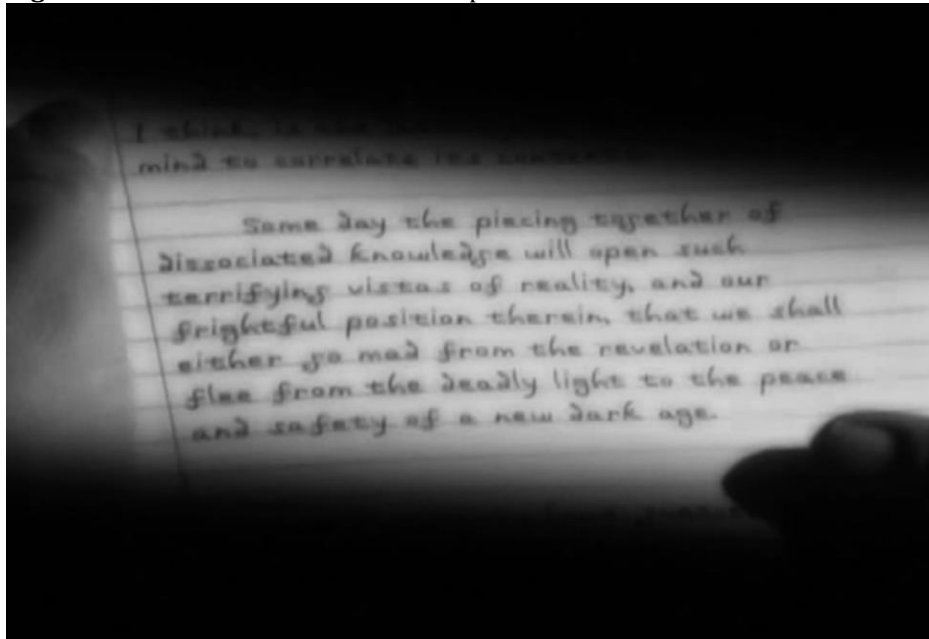 I think, is
mind to correlate its
Some day the piecing together of
dissociated knowledge will open such
terrifying vistas of reality, and our
frightful position therein, that we shall
either go mad from the revelation or
flee from the deadly light to the peace
and safety of a new dark age.